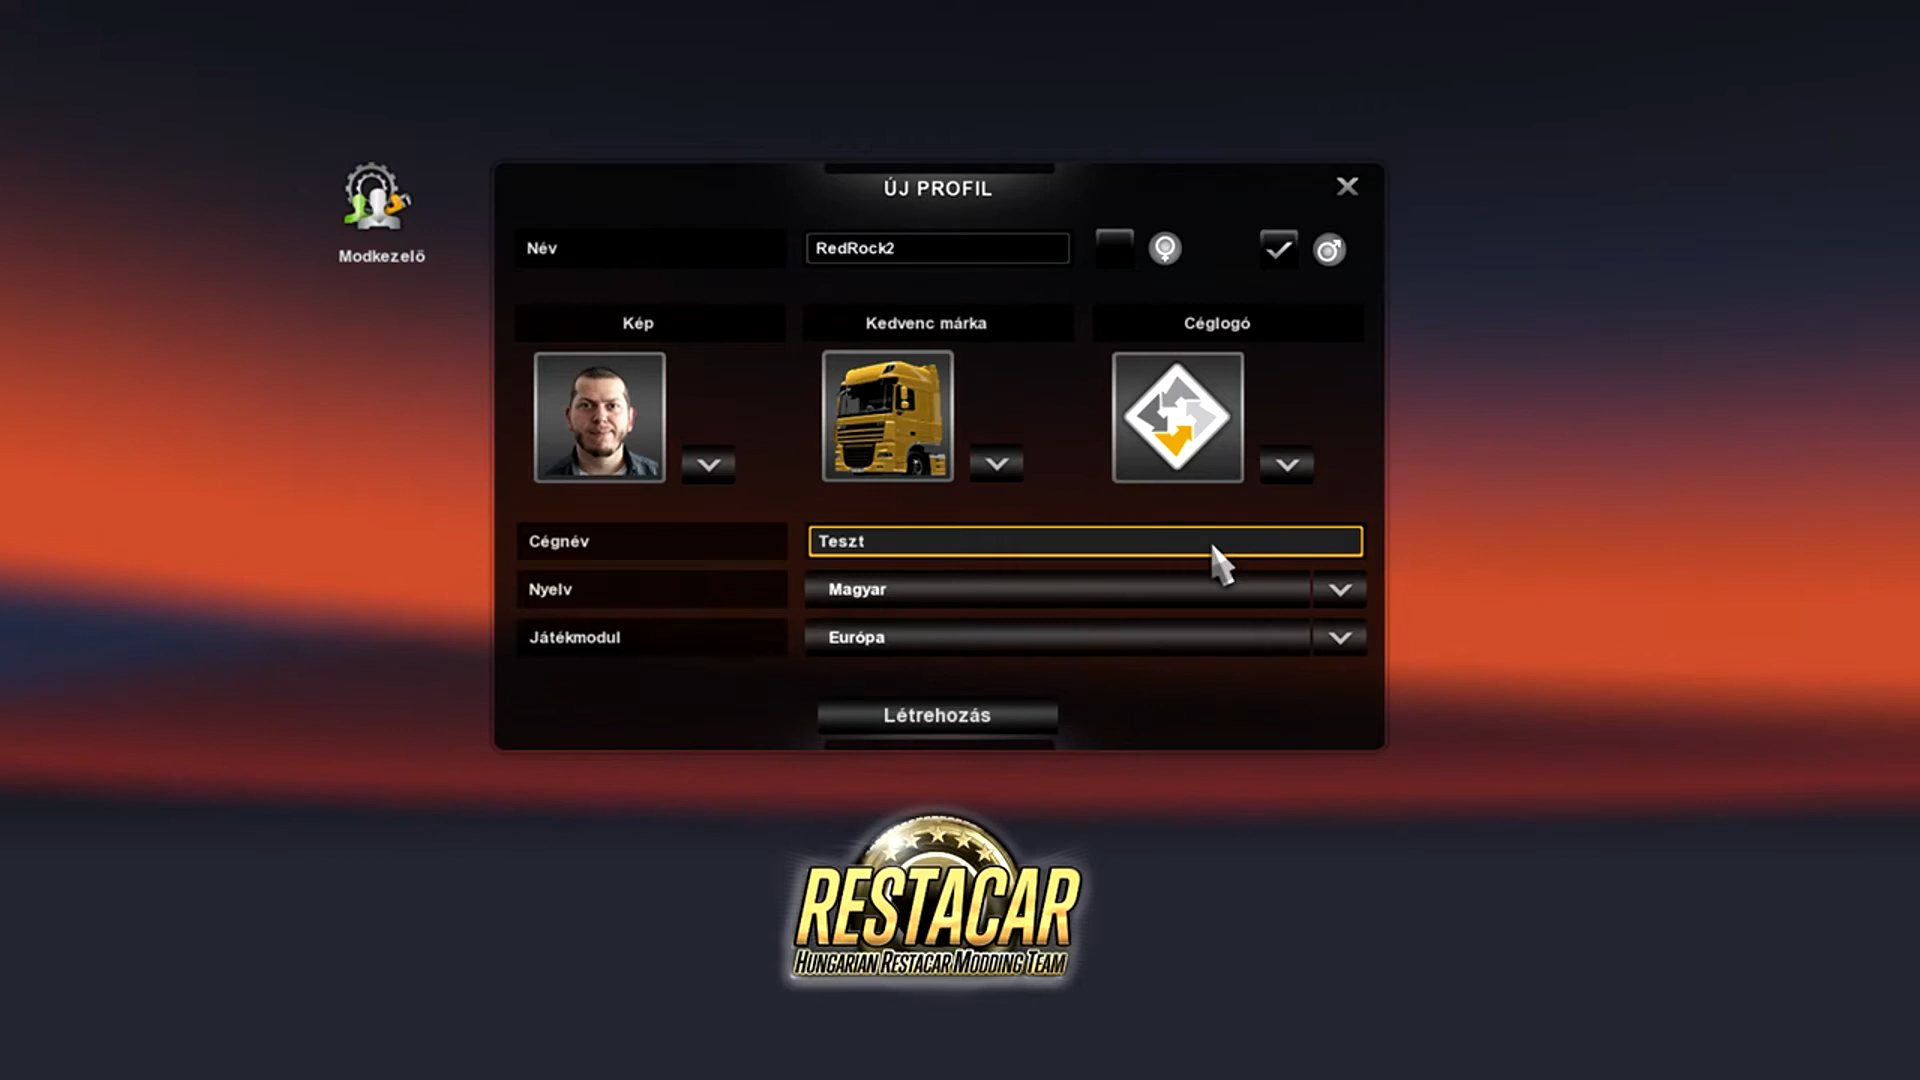 ÚJ PROFIL
Modkezelő
Név
RedRock2
Kép
Kedvenc márka
Céglogó
Cégnév
Teszt
Nyelv
Magyar
Játékmodul
Európa
Létrehozás
RESTACAR
HUNGARIAN RESTACAR MODDING TEAM